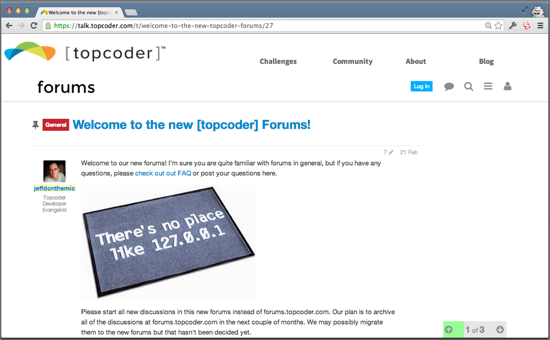 Welcome to the new [topcoder]
https://talk.topcoder.com/t/welcome-to-the-new-topcoder-forums/27
[topcoder]™
Challenges Community About Blog
forums
Log In
General Welcome to the new [topcoder] Forums!
7 21 Feb
jeffdonthemic
Topcoder
Developer
Evangelist
Welcome to our new forums! I'm sure you are quite familiar with forums in general, but if you have any
questions, please check out out FAQ or post your questions here.
There's no place
like 127.0.0.1
Please start all new discussions in this new forums instead of forums.topcoder.com. Our plan is to archive
all of the discussions at forums.topcoder.com in the next couple of months. We may possibly migrate
them to the new forums but that hasn't been decided yet.
1 of 3